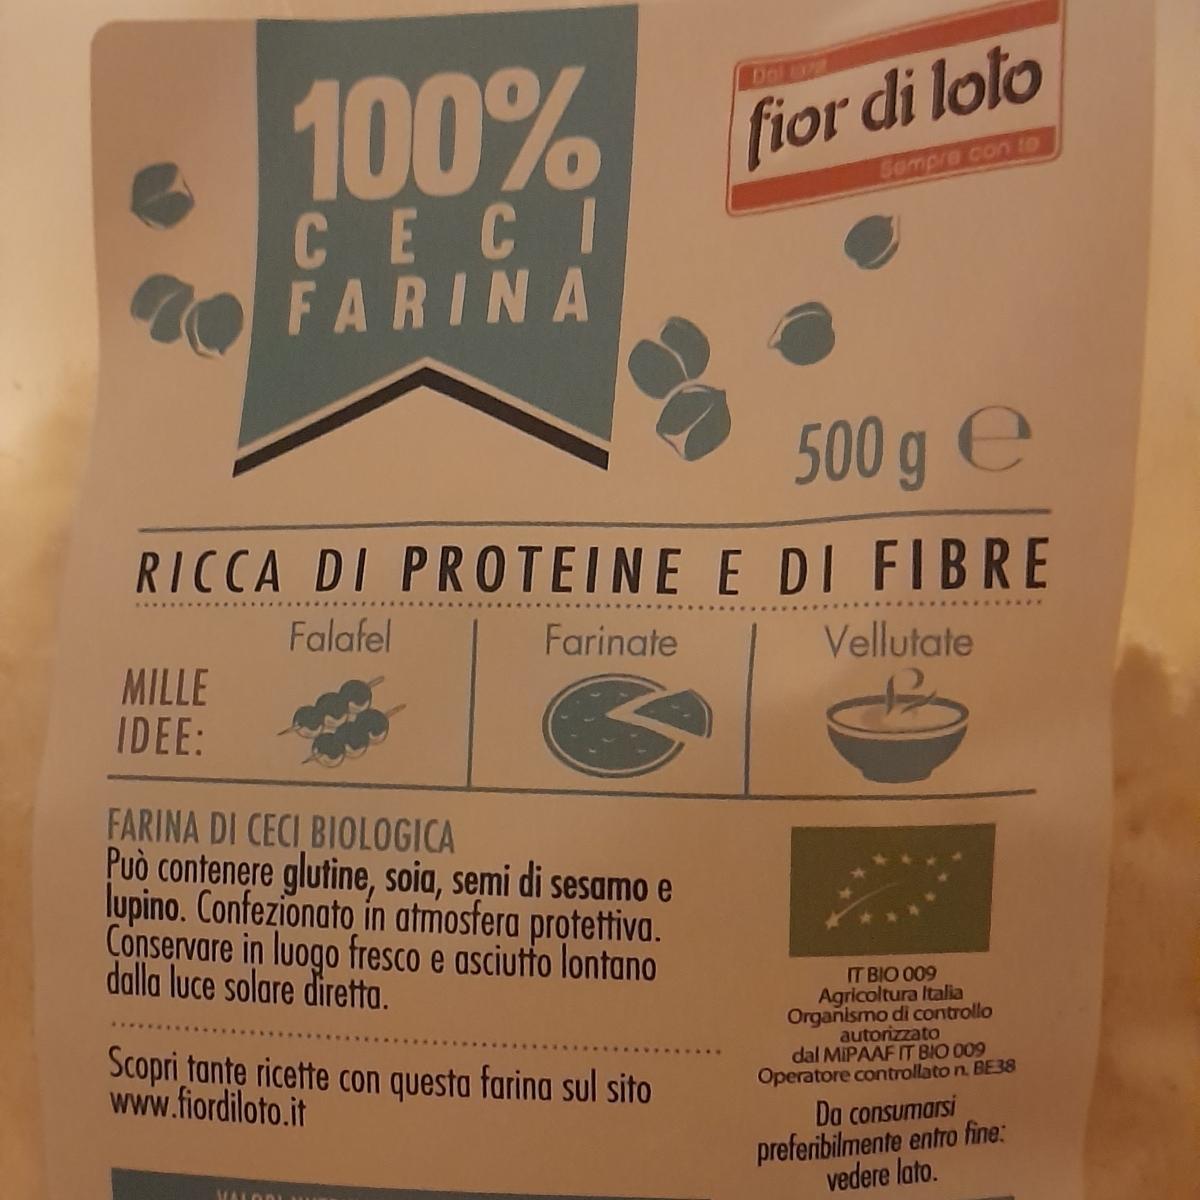 100%
CECI
FARINA
Dal 1972
fior di loto
Sempre con te
500 g e
RICCA DI PROTEINE E DI FIBRE
MILLE
IDEE:
Falafel
Farinate
Vellutate
FARINA DI CECI BIOLOGICA
Può contenere glutine, soia, semi di sesamo e
lupino. Confezionato in atmosfera protettiva.
Conservare in luogo fresco e asciutto lontano
dalla luce solare diretta.
Scopri tante ricette con questa farina sul sito
www.fiordiloto.it
IT BIO 009
Agricoltura Italia
Organismo di controllo
autorizzato
dal MiPAAF IT BIO 009
Operatore controllato n. BE38
Da consumarsi
preferibilmente entro fine:
vedere lato.